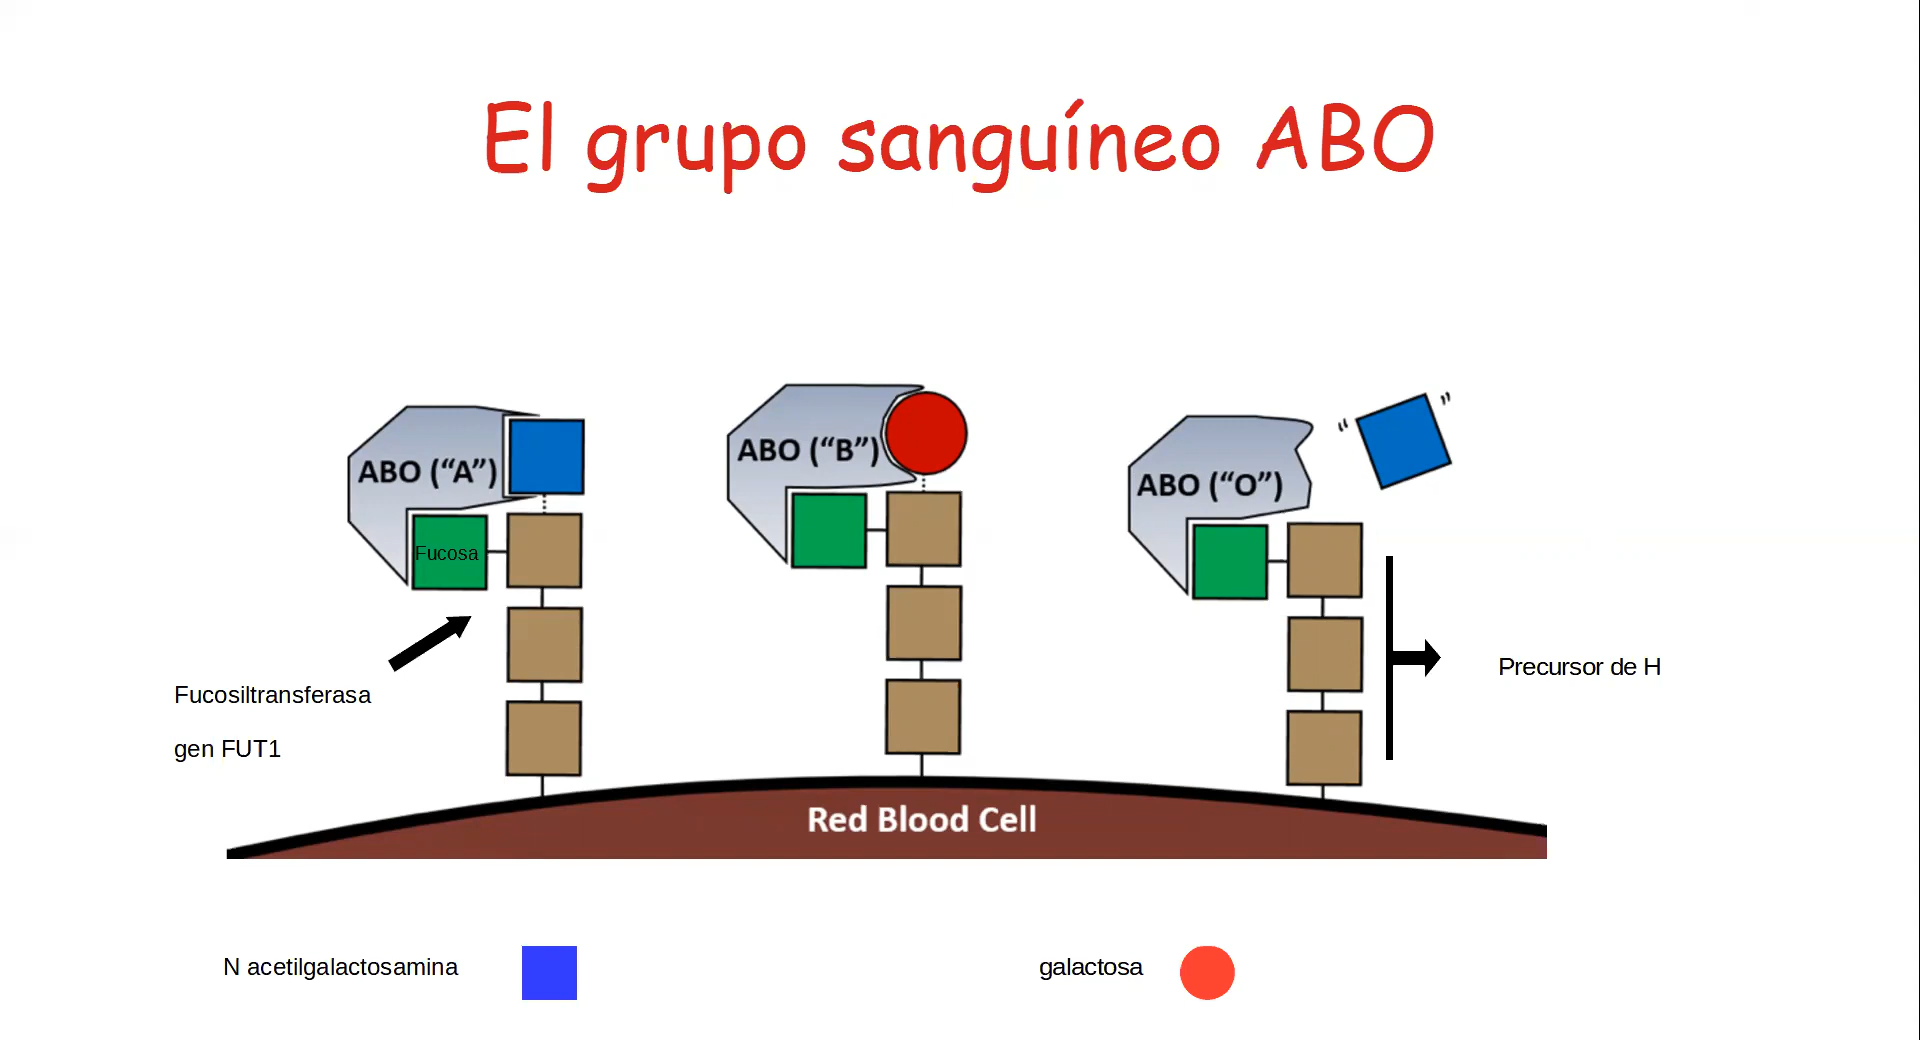 El grupo sanguíneo ABO
ABO (“A”)
ABO (“B”)
ABO (“O”)
Fucosa
Fucosiltransferasa
gen FUT1
Precursor de H
Red Blood Cell
N acetilgalactosamina
galactosa